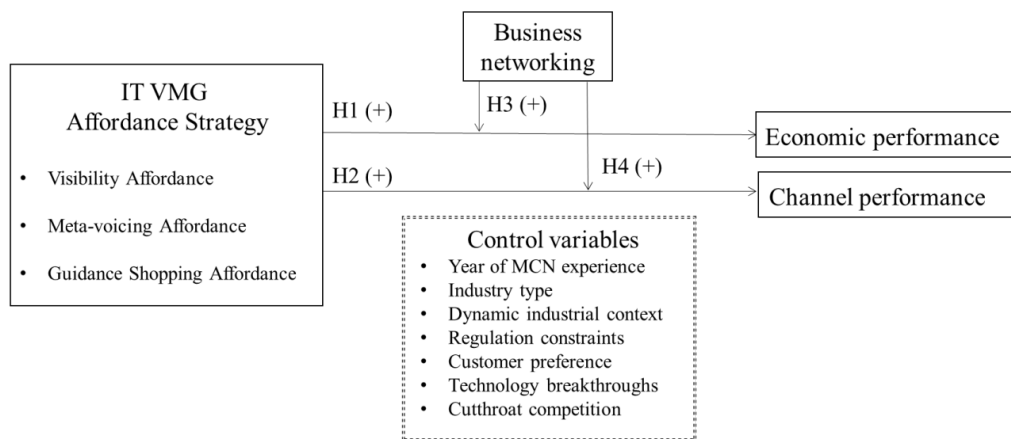 Business
networking
IT VMG
Affordance Strategy
• Visibility Affordance
• Meta-voicing Affordance
• Guidance Shopping Affordance
H1 (+)
H3 (+)
Economic performance
H2 (+)
H4 (+)
Channel performance
Control variables
• Year of MCN experience
• Industry type
• Dynamic industrial context
• Regulation constraints
• Customer preference
• Technology breakthroughs
• Cutthroat competition